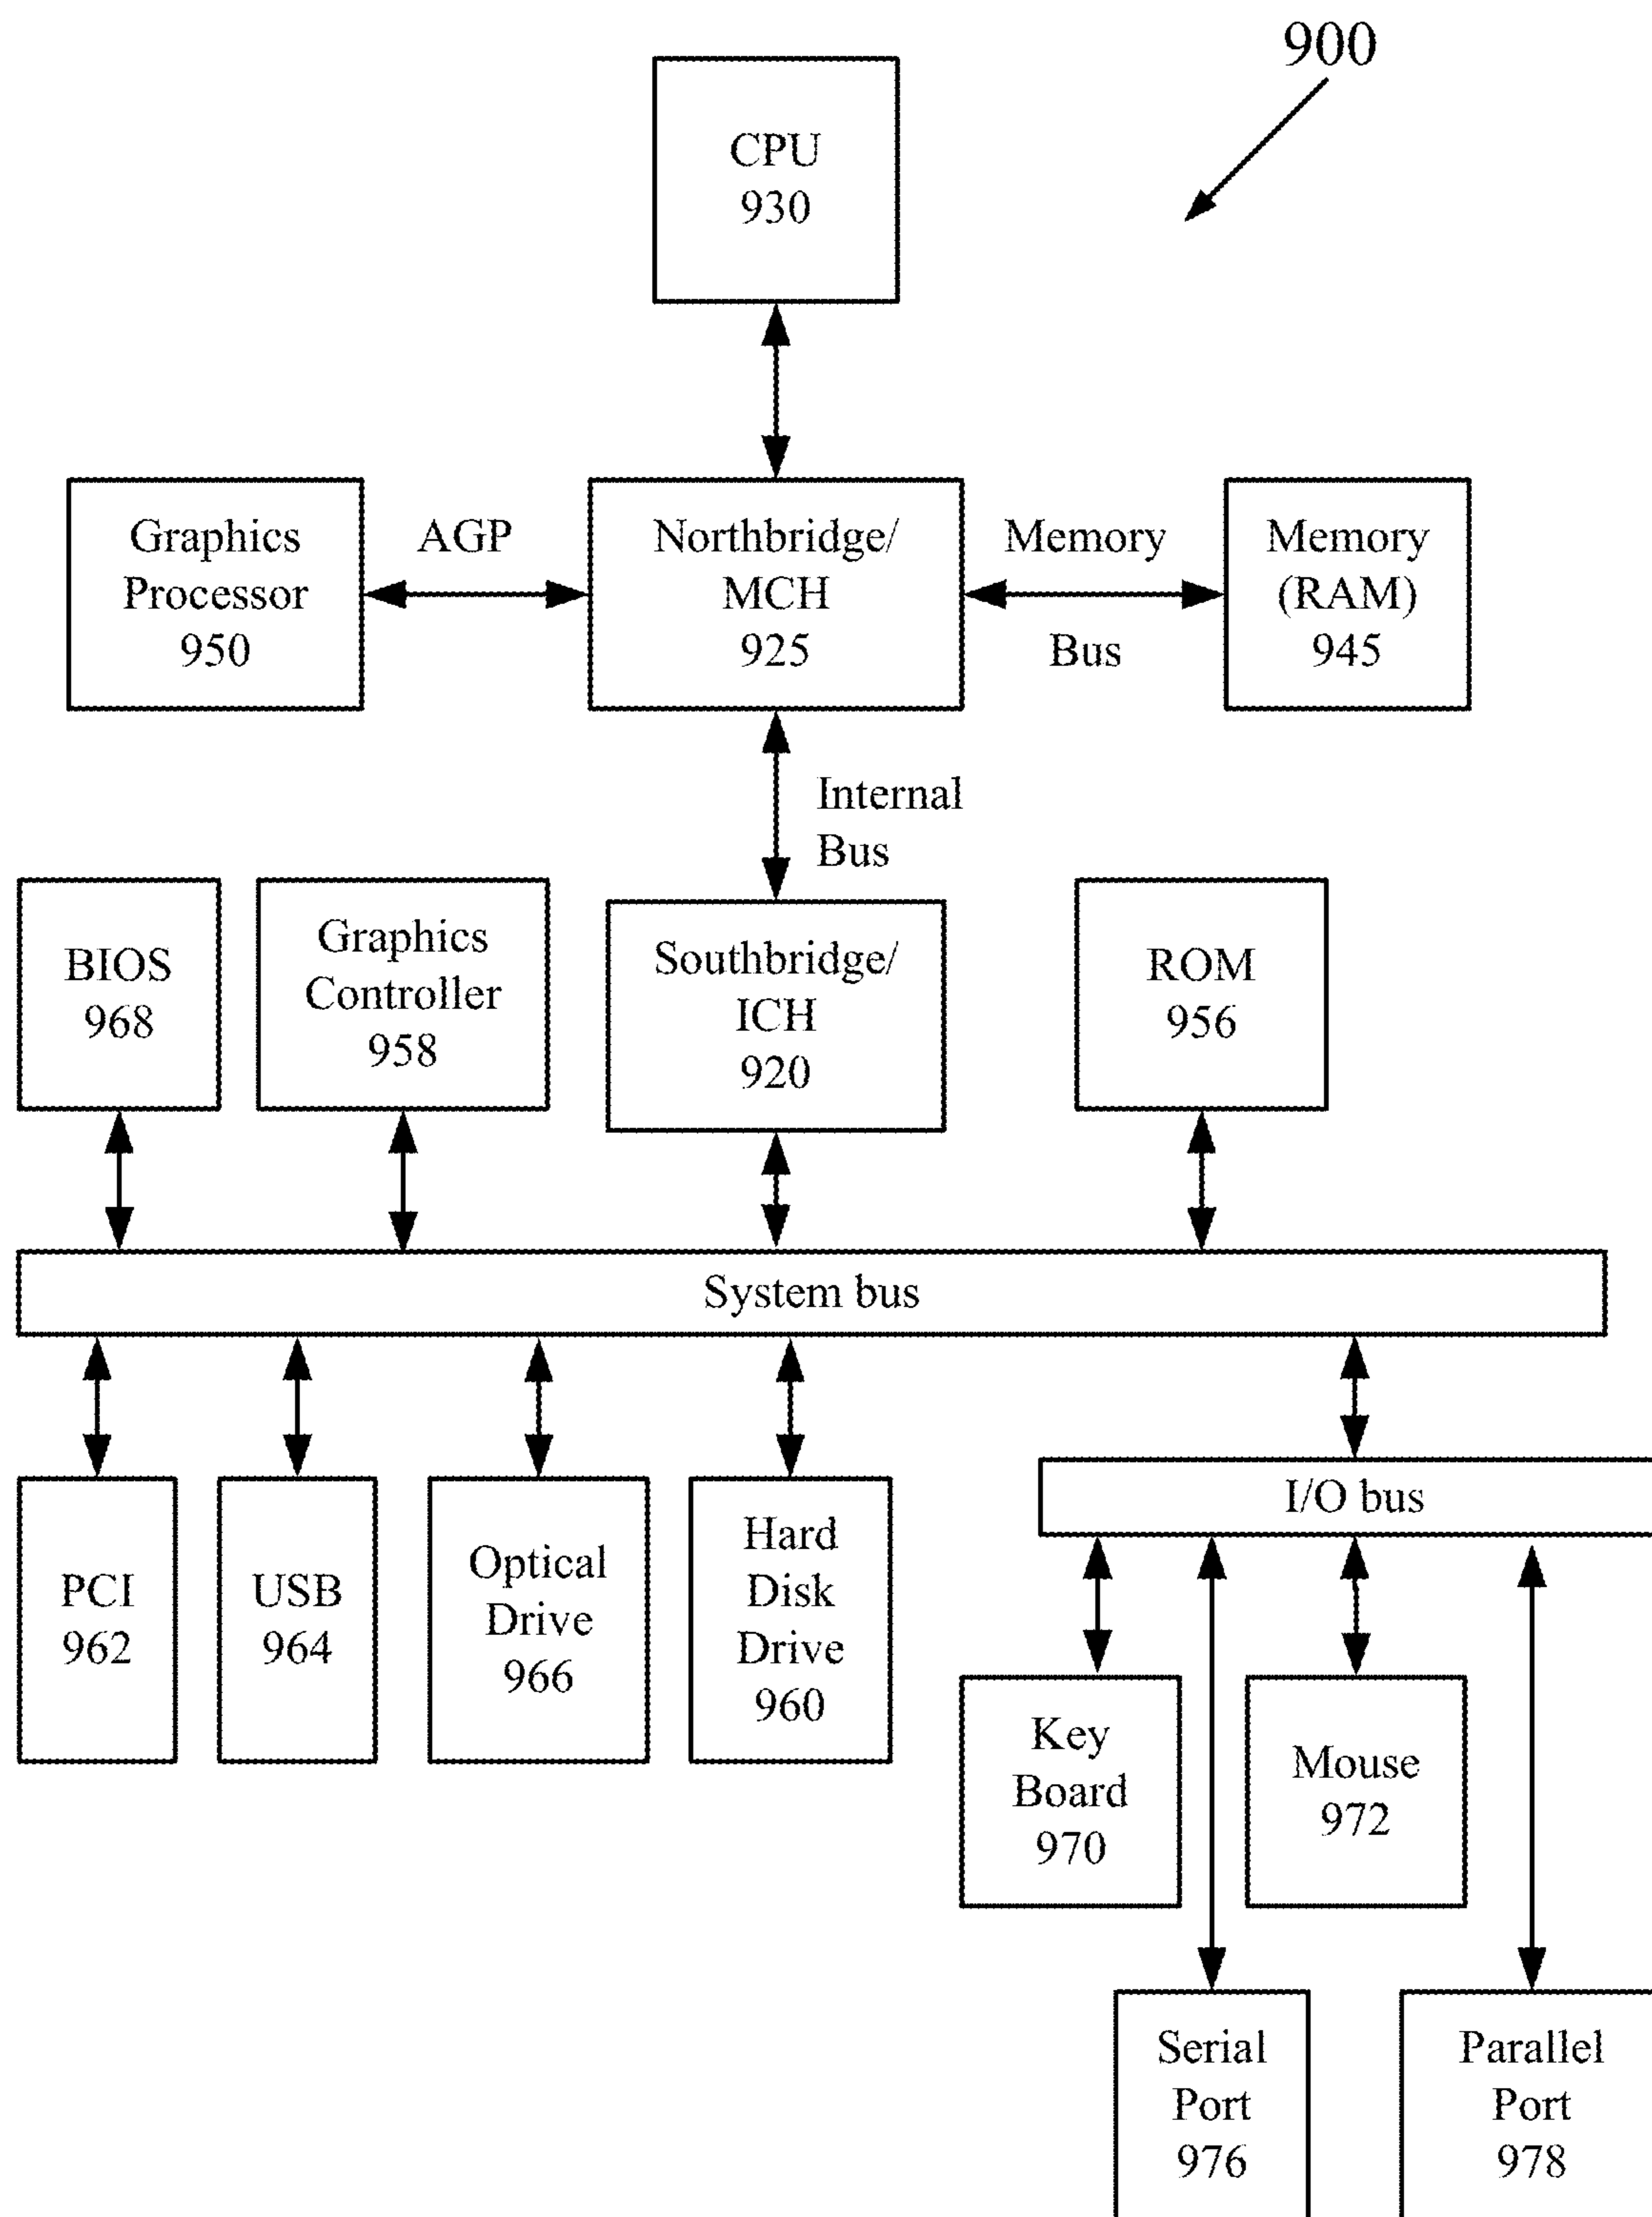 900
CPU
930
Graphics
Processor
950
AGP
Northbridge/
MCH
925
Memory
Bus
Memory
(RAM)
945
Internal
Bus
BIOS
968
Graphics
Controller
958
Southbridge/
ICH
920
ROM
956
System bus
PCI
962
USB
964
Optical
Drive
966
Hard
Disk
Drive
960
I/O bus
Key
Board
970
Mouse
972
Serial
Port
976
Parallel
Port
978